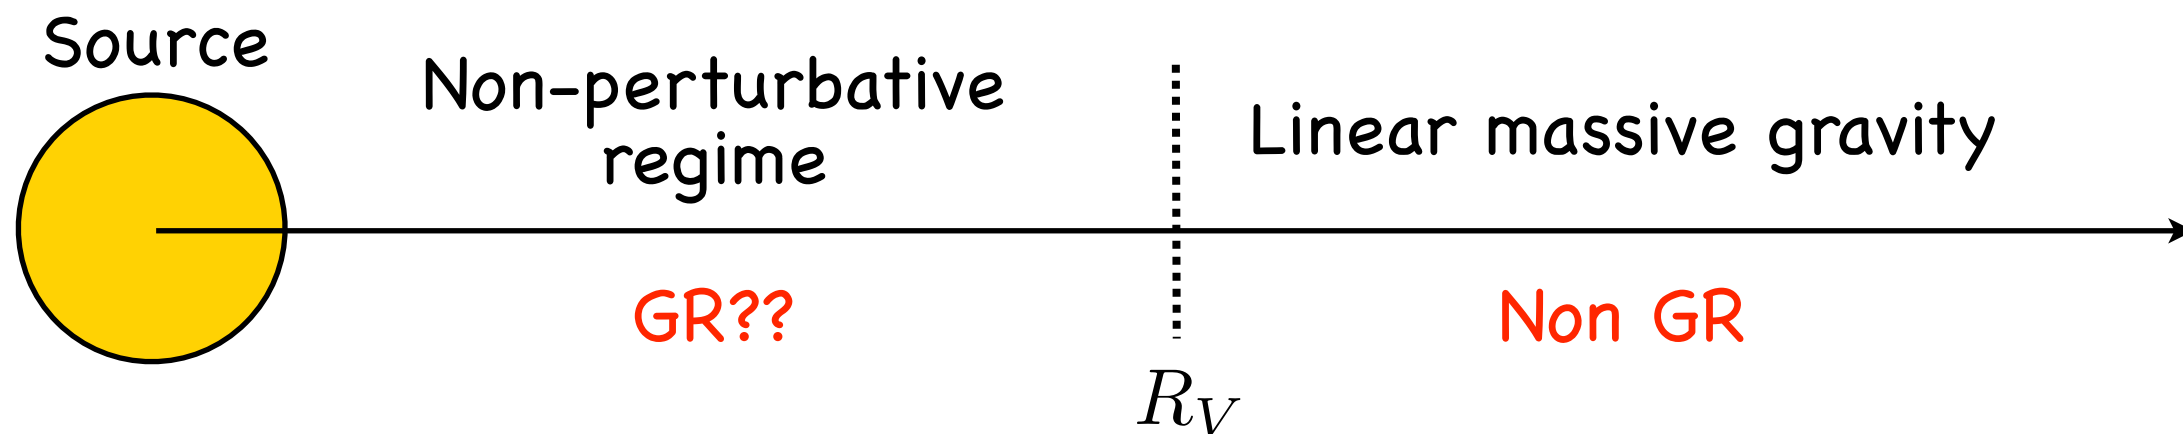 Source
Non-perturbative
regime
Linear massive gravity
GR??
Non GR
R_V